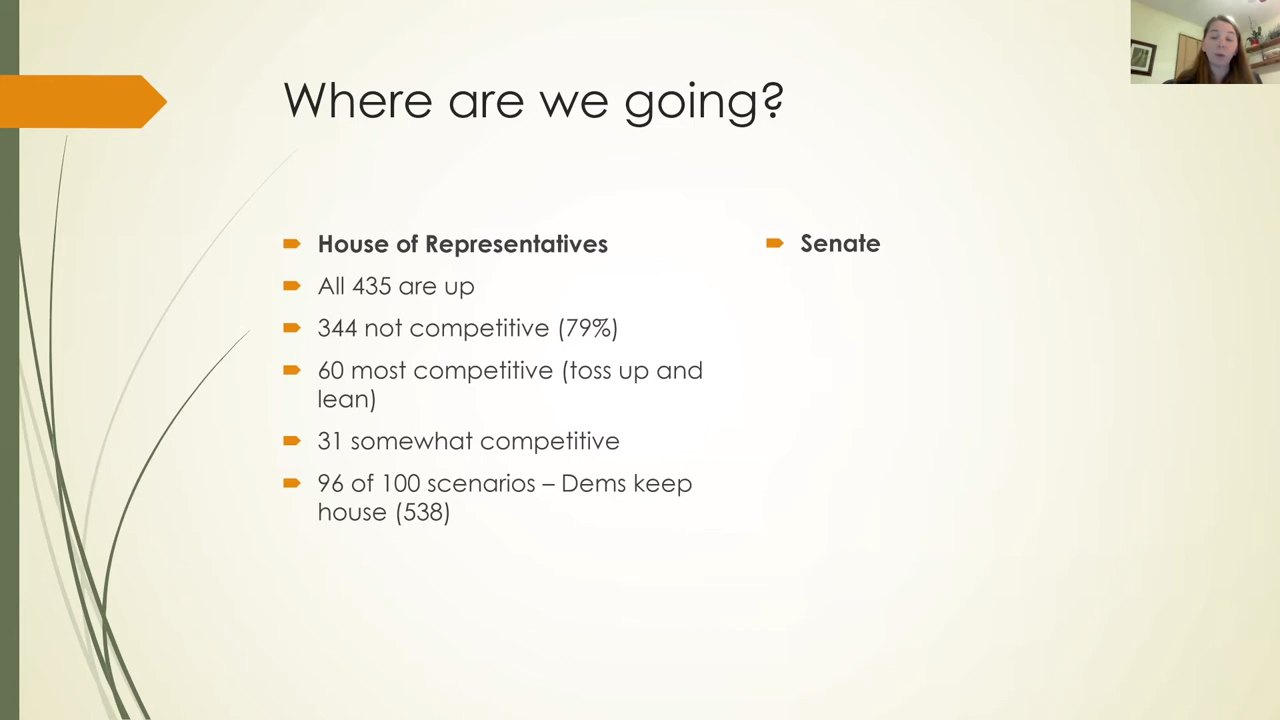 Where are we going?
House of Representatives
All 435 are up
344 not competitive (79%)
60 most competitive (toss up and
lean)
31 somewhat competitive
96 of 100 scenarios – Dems keep
house (538)
Senate